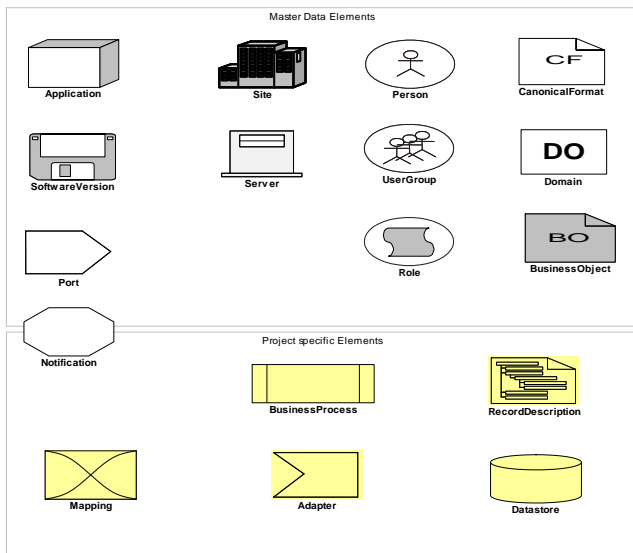 Master Data Elements
CF
Application
Site
Person
CanonicalFormat
DO
SoftwareVersion
Server
UserGroup
Domain
BO
Port
Role
BusinessObject
Project specific Elements
Notification
BusinessProcess
RecordDescription
Mapping
Adapter
Datastore